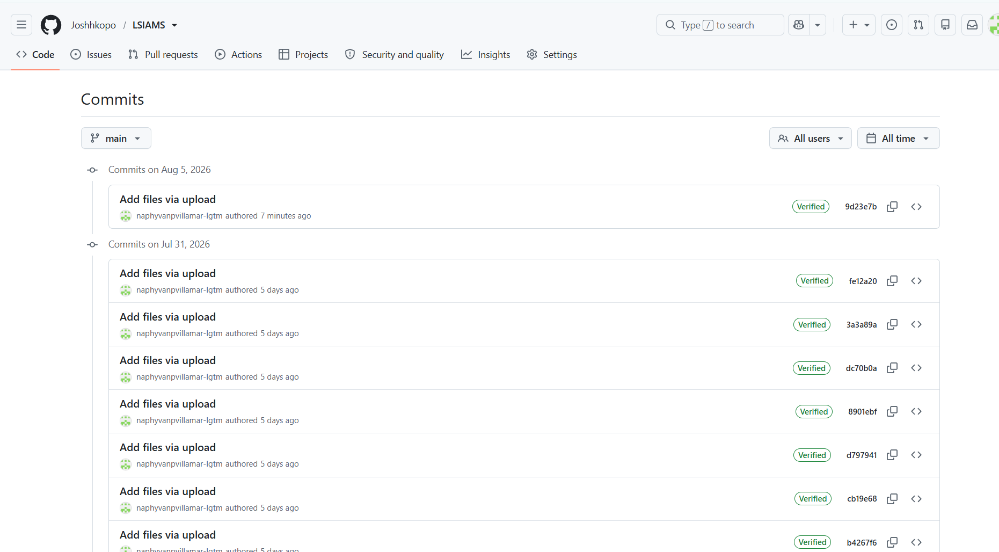 Joshhkopo / LSIAMS
Type / to search
Code
Issues
Pull requests
Actions
Projects
Security and quality
Insights
Settings
Commits
main
All users
All time
Commits on Aug 5, 2026
Add files via upload
naphyvanpvillamar-lgtm authored 7 minutes ago
Verified
9d23e7b
Commits on Jul 31, 2026
Add files via upload
naphyvanpvillamar-lgtm authored 5 days ago
Verified
fe12a20
Add files via upload
naphyvanpvillamar-lgtm authored 5 days ago
Verified
3a3a89a
Add files via upload
naphyvanpvillamar-lgtm authored 5 days ago
Verified
dc70b0a
Add files via upload
naphyvanpvillamar-lgtm authored 5 days ago
Verified
8901ebf
Add files via upload
naphyvanpvillamar-lgtm authored 5 days ago
Verified
d797941
Add files via upload
naphyvanpvillamar-lgtm authored 5 days ago
Verified
cb19e68
Add files via upload
naphyvanpvillamar-lgtm authored 5 days ago
Verified
b4267f6